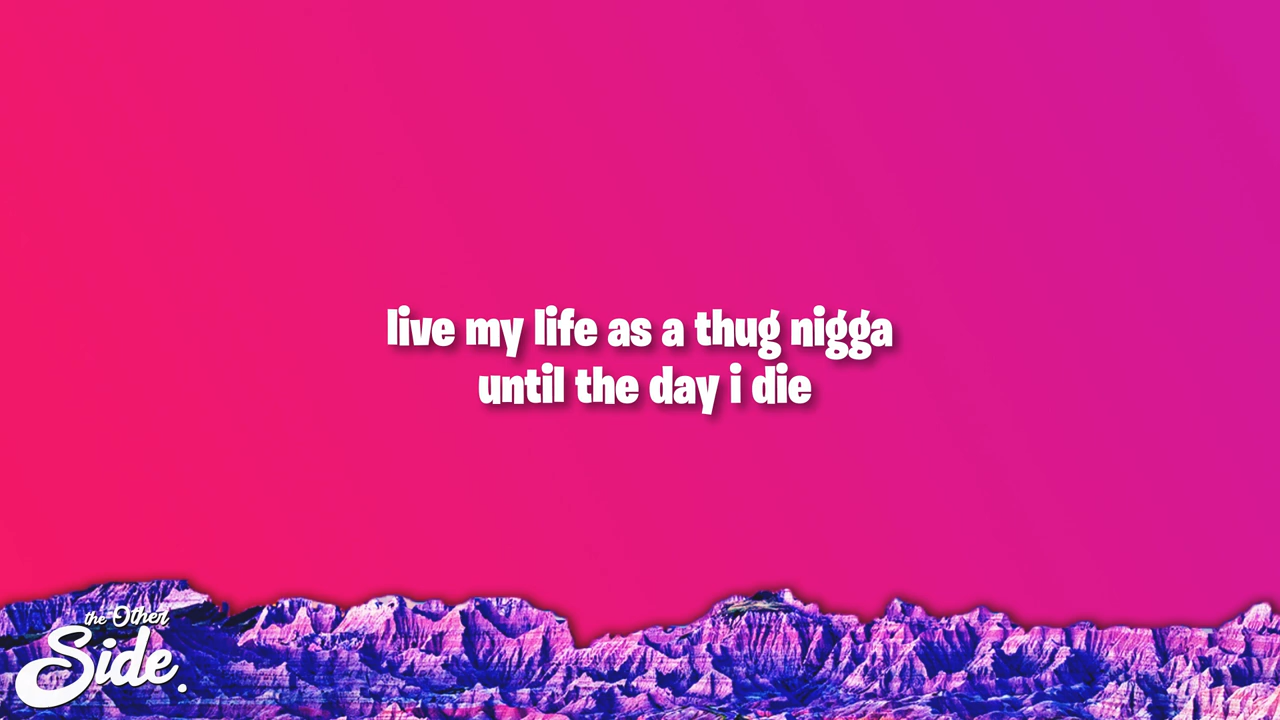 live my life as a thug nigga
until the day i die
the Other
Side.